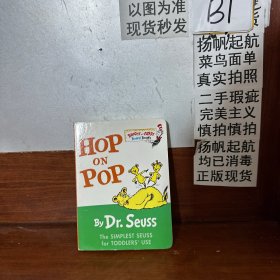 以图为准
现货秒发
B1
扬帆起航
菜鸟面单
真实拍照
二手瑕疵
完美主义
慎拍慎拍
扬帆起航
均已消毒
正版现货
HOP
ON
POP
By Dr. Seuss
The SIMPLEST SEUSS
for TODDLERS' USE